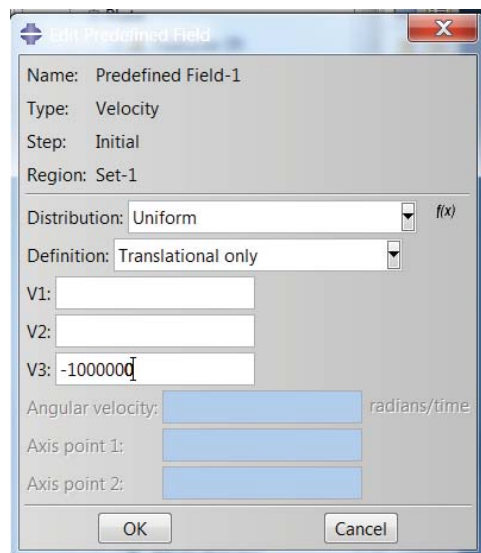 Edit Predefined Field
X
Name: Predefined Field-1
Type: Velocity
Step: Initial
Region: Set-1
Distribution: Uniform f(x)
Definition: Translational only
V1:
V2:
V3: -1000000
Angular velocity: radians/time
Axis point 1:
Axis point 2:
OK Cancel